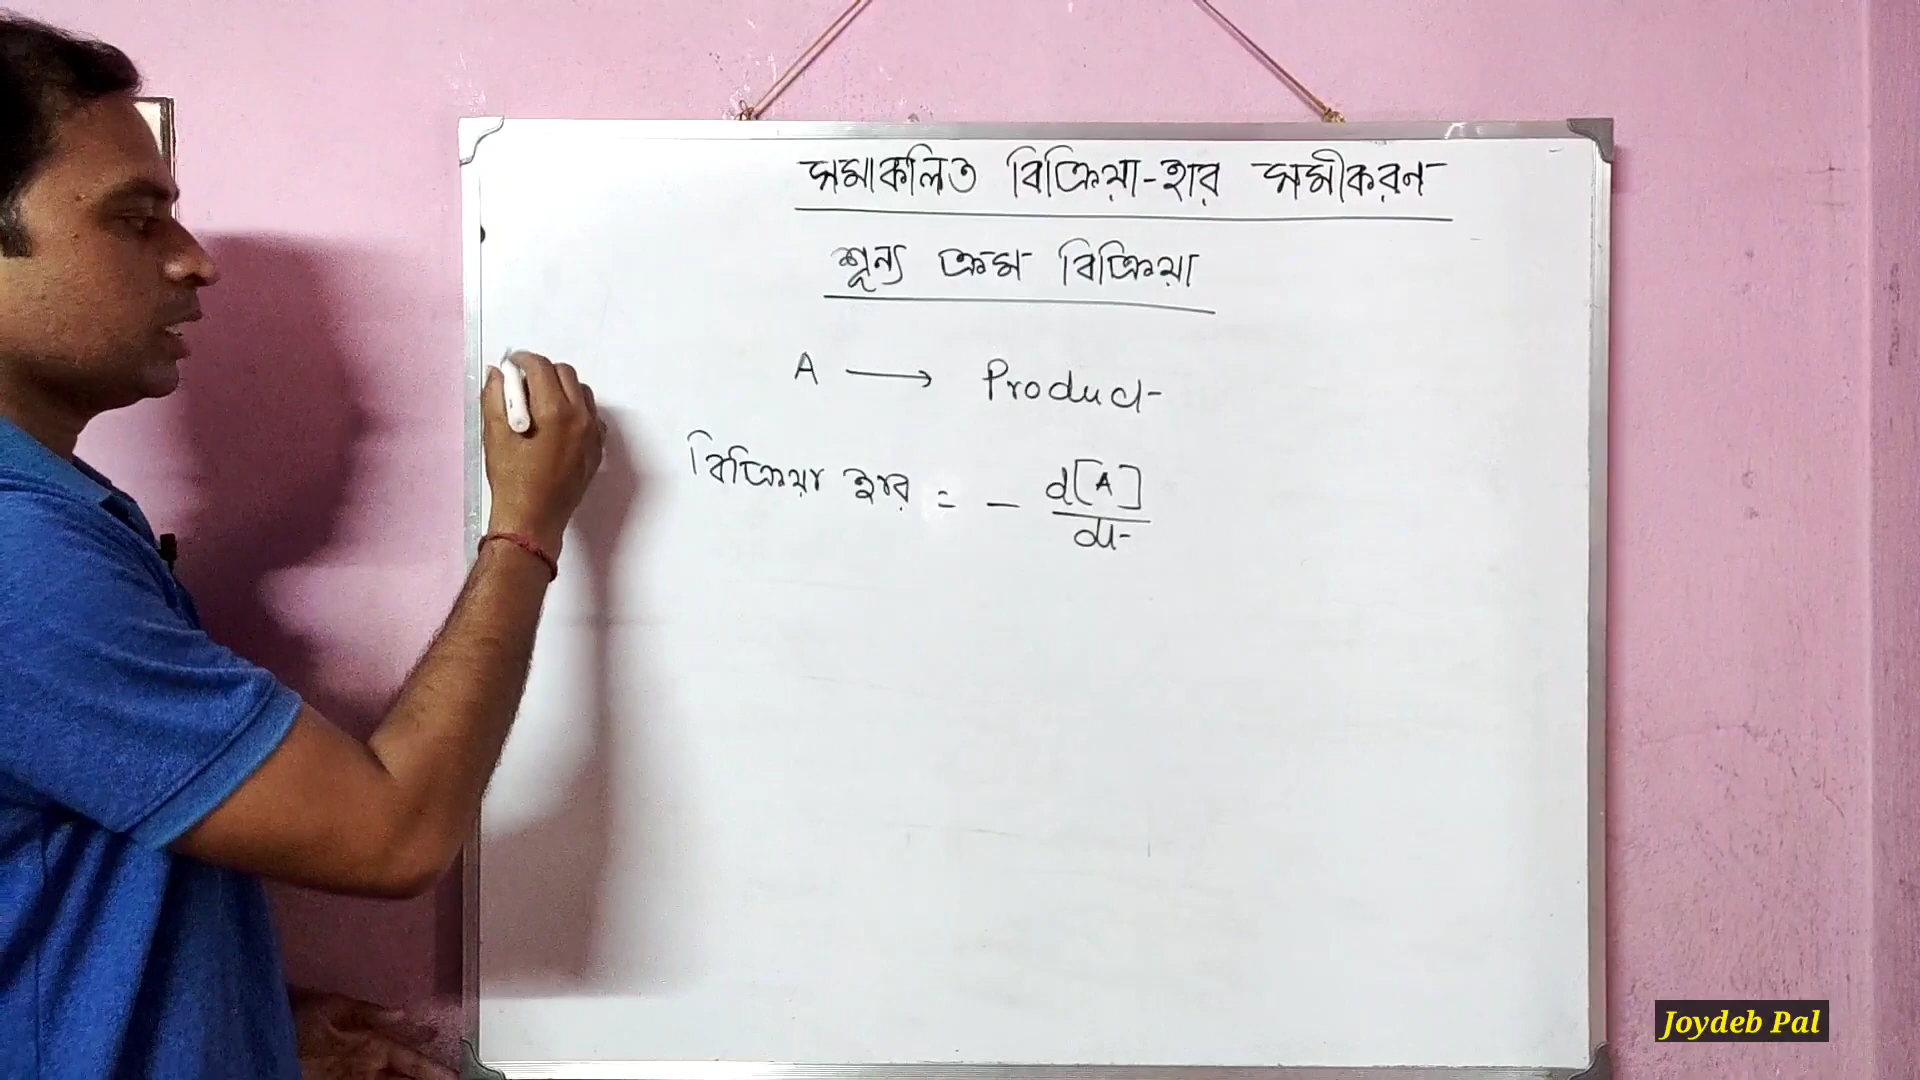 সমাকলিত বিক্রিয়া-হার সমীকরণ
শূন্য ক্রম বিক্রিয়া
A ⟶ Product
বিক্রিয়া হার = - d[A]/dt
Joydeb Pal